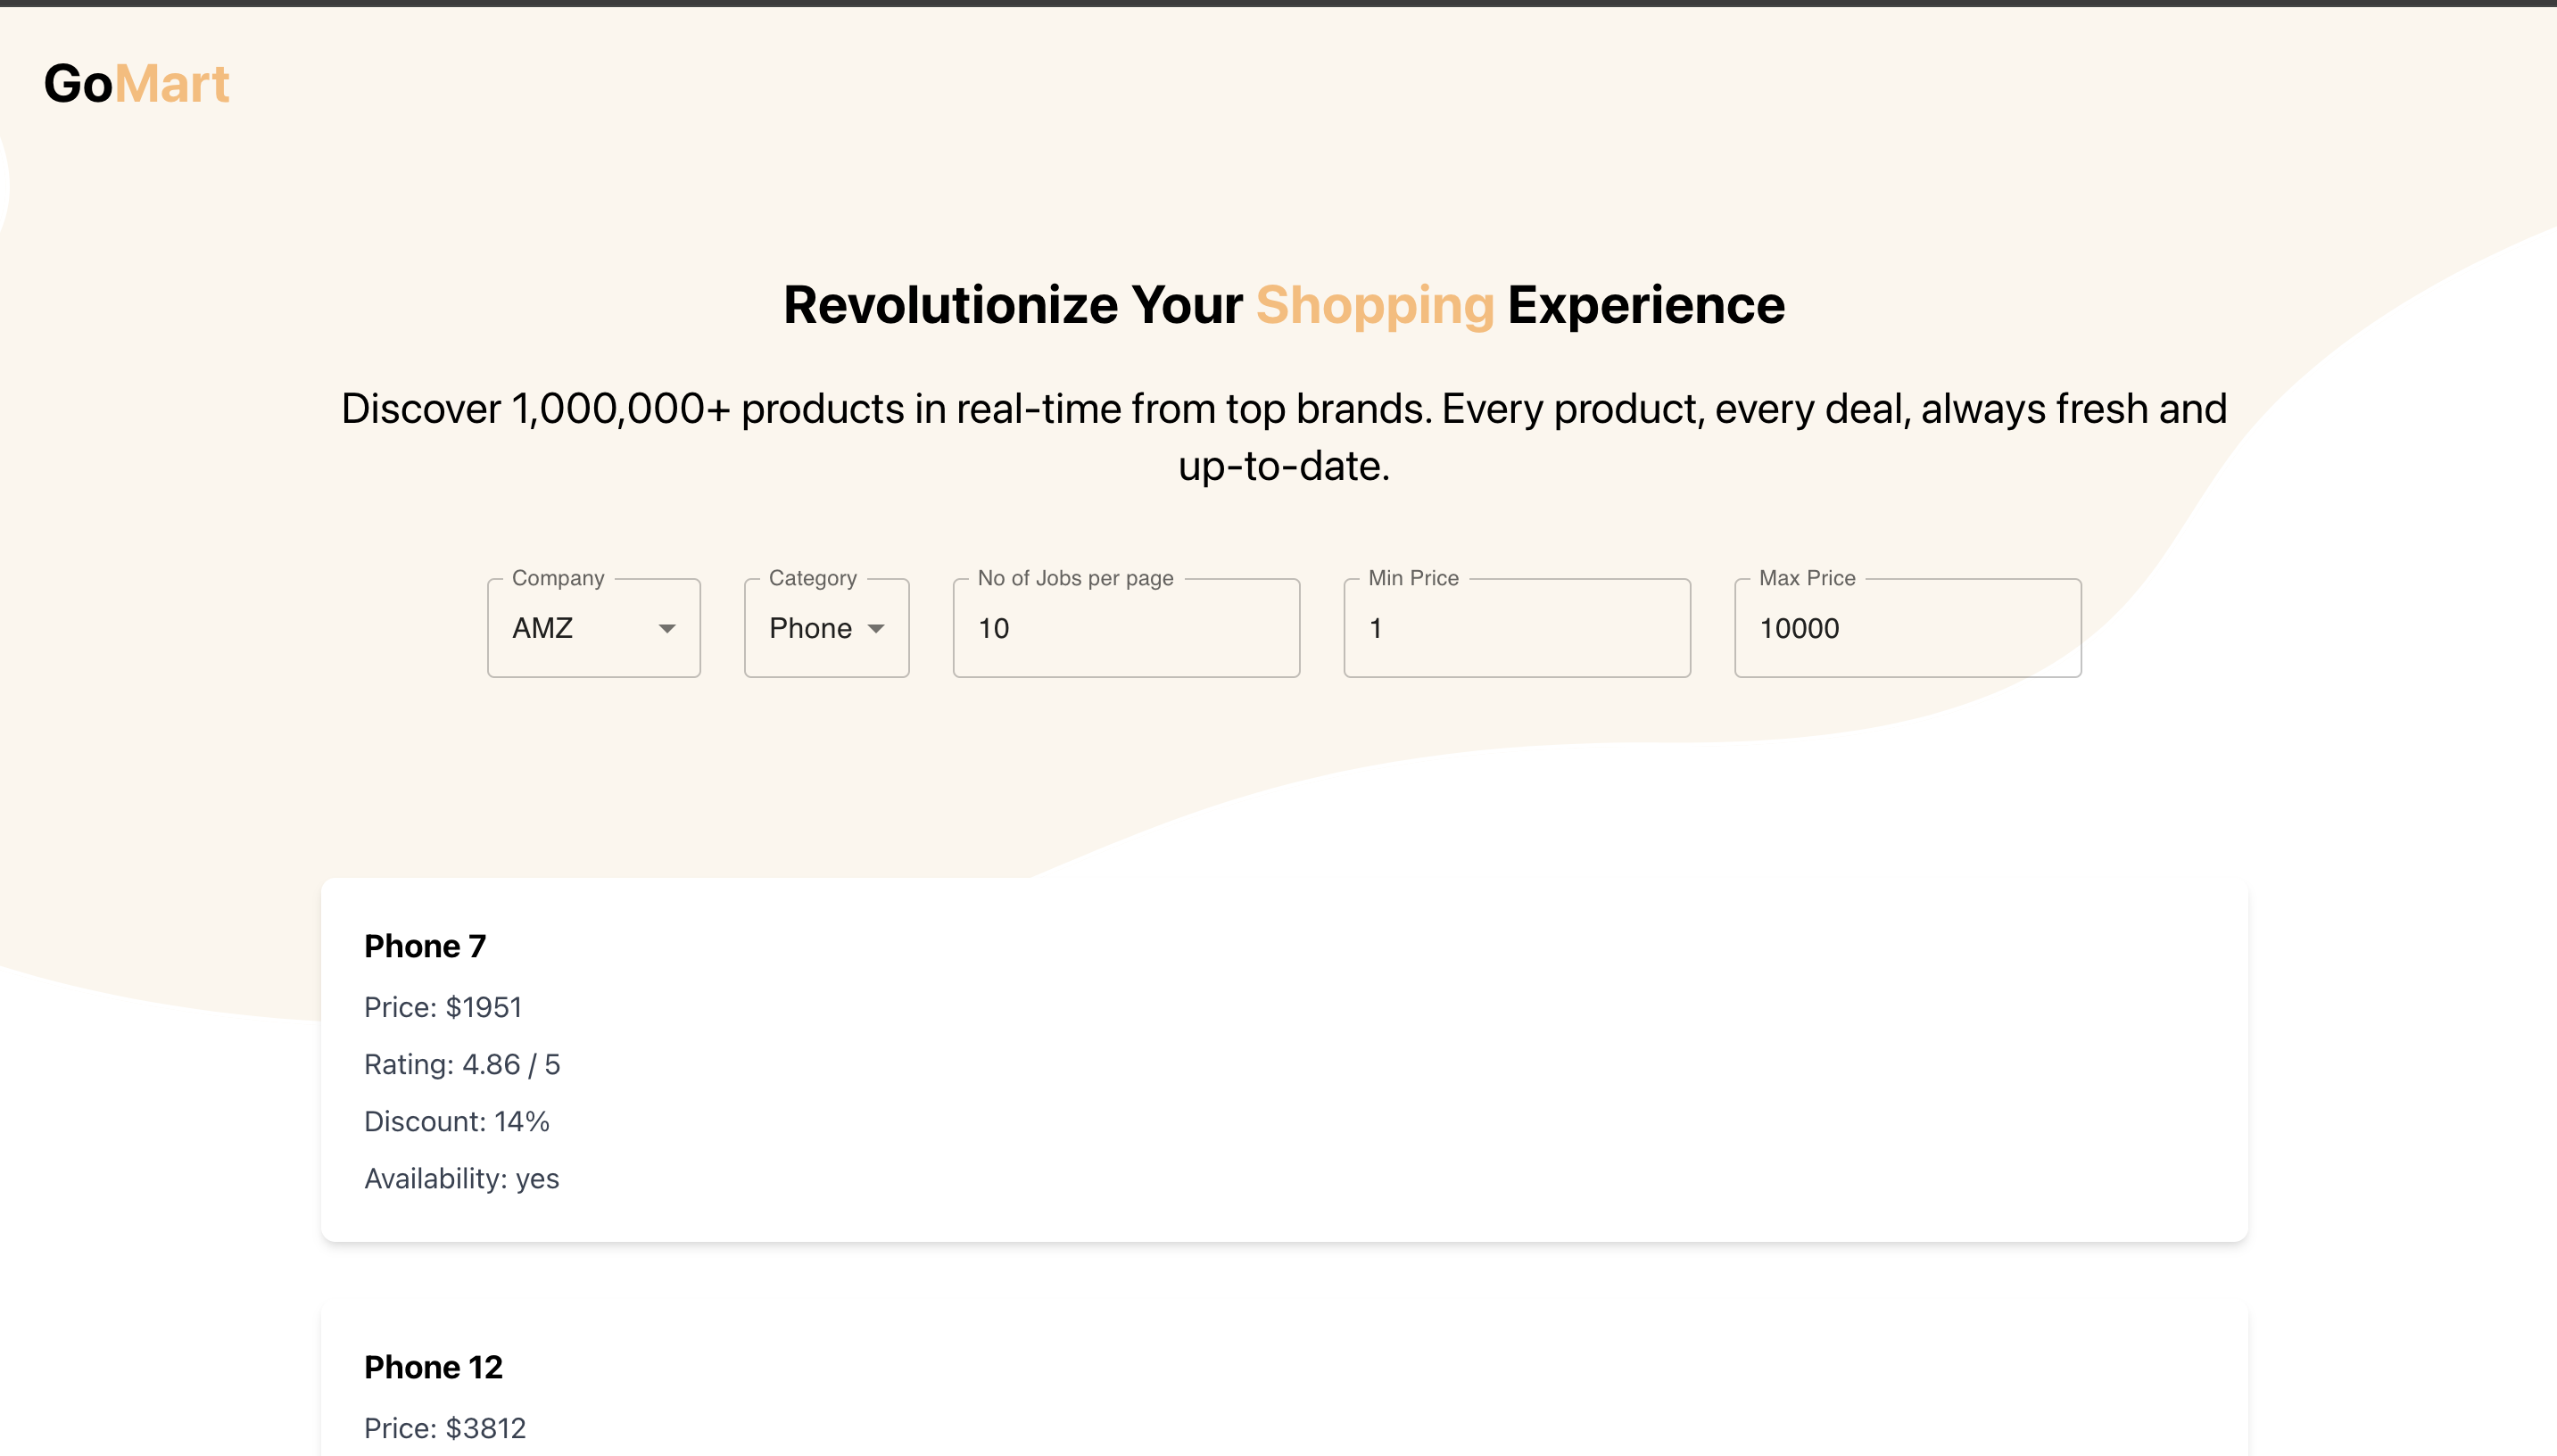 GoMart
Revolutionize Your Shopping Experience
Discover 1,000,000+ products in real-time from top brands. Every product, every deal, always fresh and
up-to-date.
Company
AMZ
Category
Phone
No of Jobs per page
10
Min Price
1
Max Price
10000
Phone 7
Price: $1951
Rating: 4.86 / 5
Discount: 14%
Availability: yes
Phone 12
Price: $3812